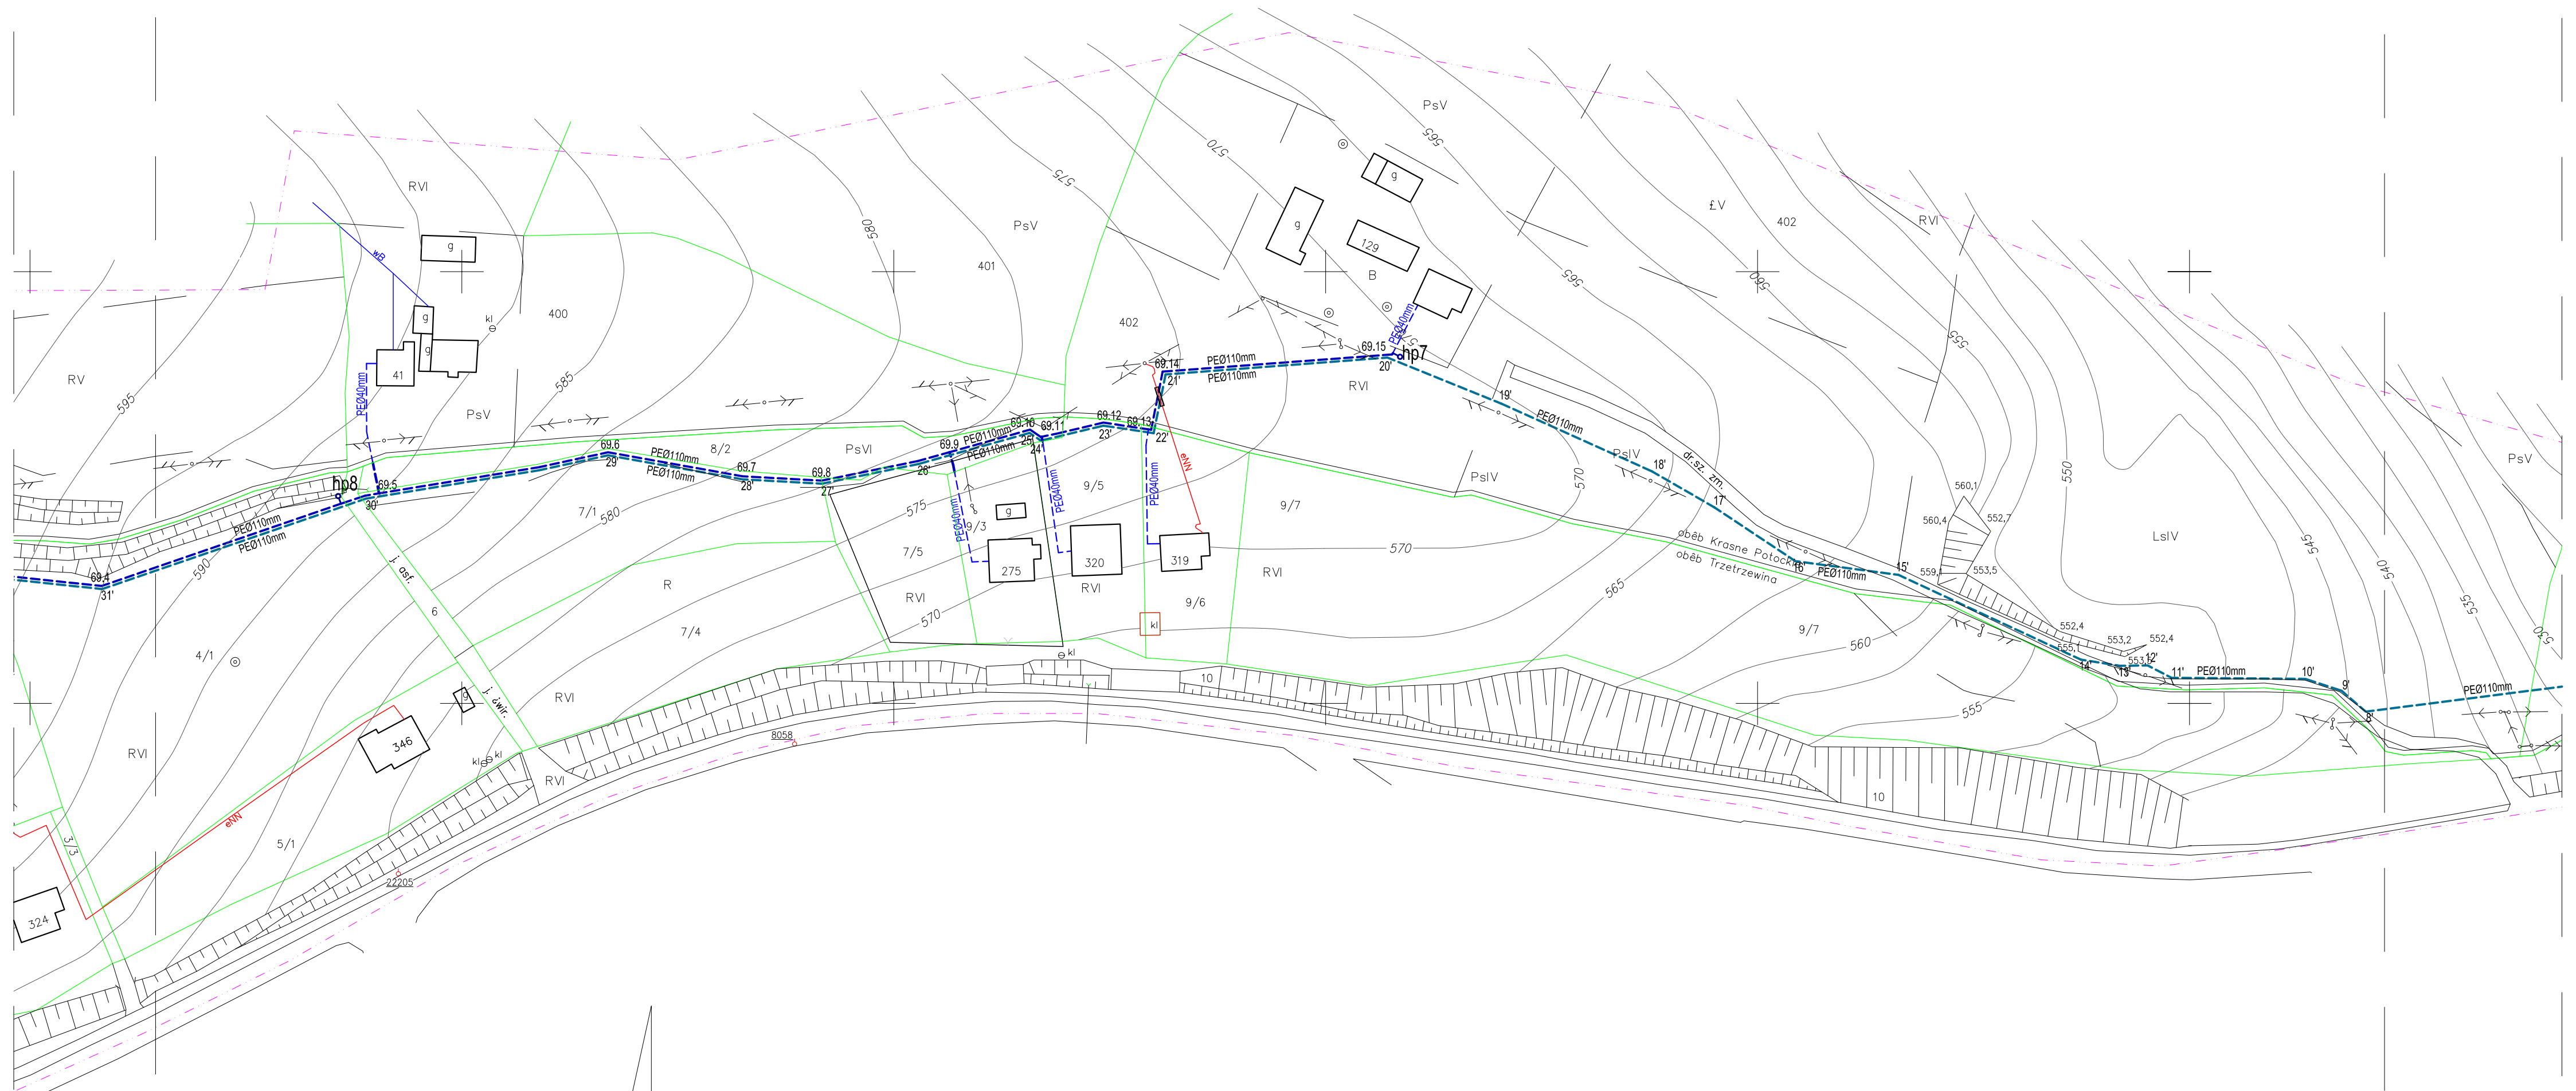 PsV
565
570
g
RVI
575
g
£V
402
RVI
PsV
580
129
g
wB
401
B
565
560
g
400
402
kl
PEØ40mm
555
g
69.14
PEØ110mm
69.15
hp7
41
RV
595
585
PEØ40mm
21'
PEØ110mm
20'
RVI
19'
PEØ110mm
PsV
69.6
8/2
PsVI
69.9
PEØ110mm
69.10
69.11
69.12
69.13
23'
22'
29'
PEØ110mm
PEØ110mm
69.7
28'
69.8
27'
26'
PEØ110mm
25'
24'
eNN
PsIV
PsIV
dr.sz. zm.
18'
550
PsV
hp8
69.5
30'
9/5
PEØ40mm
PEØ40mm
PEØ40mm
9/7
570
17'
560,1
560,4
552,7
PEØ110mm
PEØ110mm
7/1
580
575
9/3
7/5
570
LsIV
545
590
j. asf.
275
320
319
RVI
obêb Krasne Potockie
obêb Trzetrzewina
16'
PEØ110mm
15'
559,1
553,5
540
69.4
31'
R
RVI
RVI
565
535
6
570
9/6
kl
7/4
9/7
560
552,4
553,2
552,4
530
4/1
kl
555,
14'
13'
12'
11'
PEØ110mm
10'
9'
8'
PEØ110mm
g
j. żwir.
RVI
10
555
346
8058
RVI
kl
kl
RVI
10
eNN
5/1
3/3
22205
324